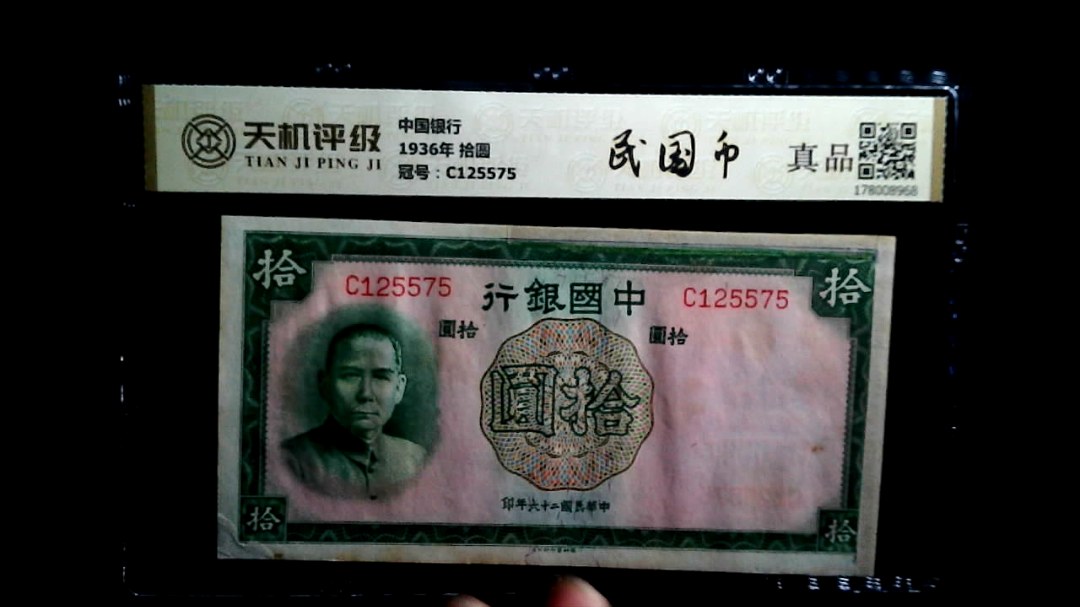 天机评级
TIAN JI PING JI
中国银行
1936年 拾圆
冠号：C125575
民国币
真品
178008968
拾
拾
C125575
行銀國中
C125575
圓拾
圓拾
圓拾
印年六十二國民華中
拾
拾